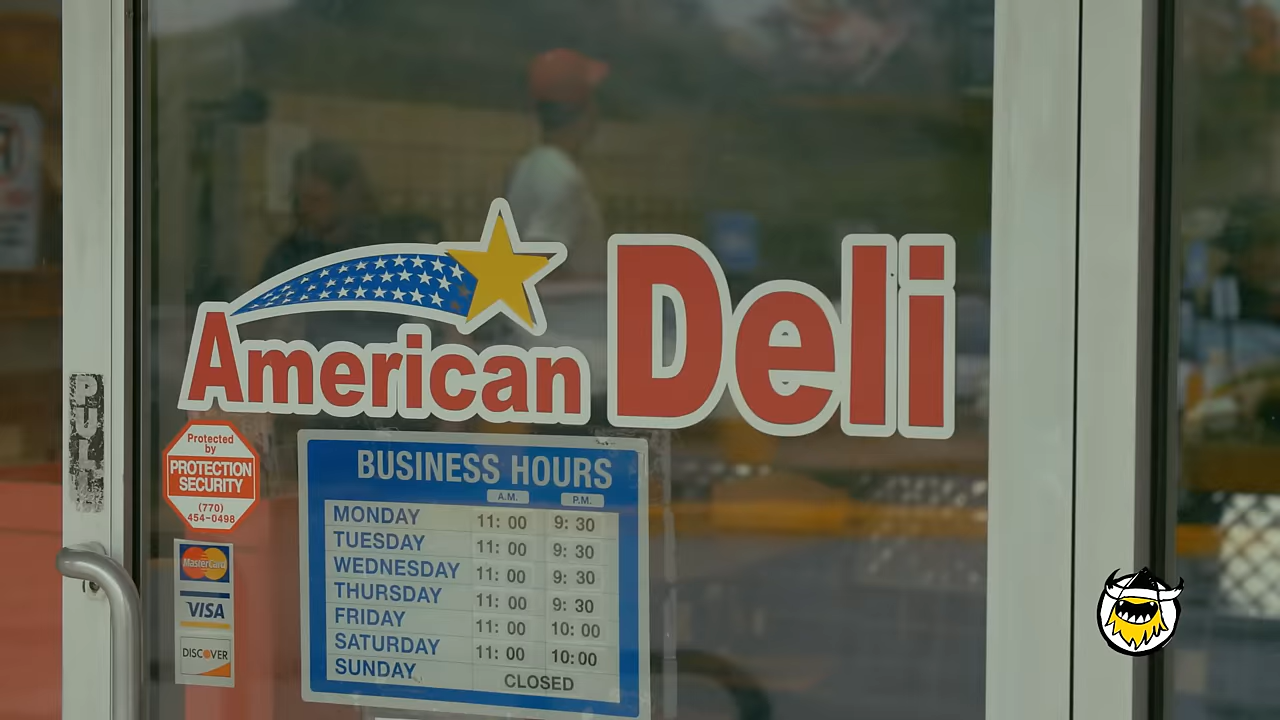 American Deli
PULL
Protected
by
PROTECTION
SECURITY
(770)
454-0498
MasterCard
VISA
DISCOVER
BUSINESS HOURS
A.M. P.M.
MONDAY 11: 00 9: 30
TUESDAY 11: 00 9: 30
WEDNESDAY 11: 00 9: 30
THURSDAY 11: 00 9: 30
FRIDAY 11: 00 10: 00
SATURDAY 11: 00 10: 00
SUNDAY CLOSED